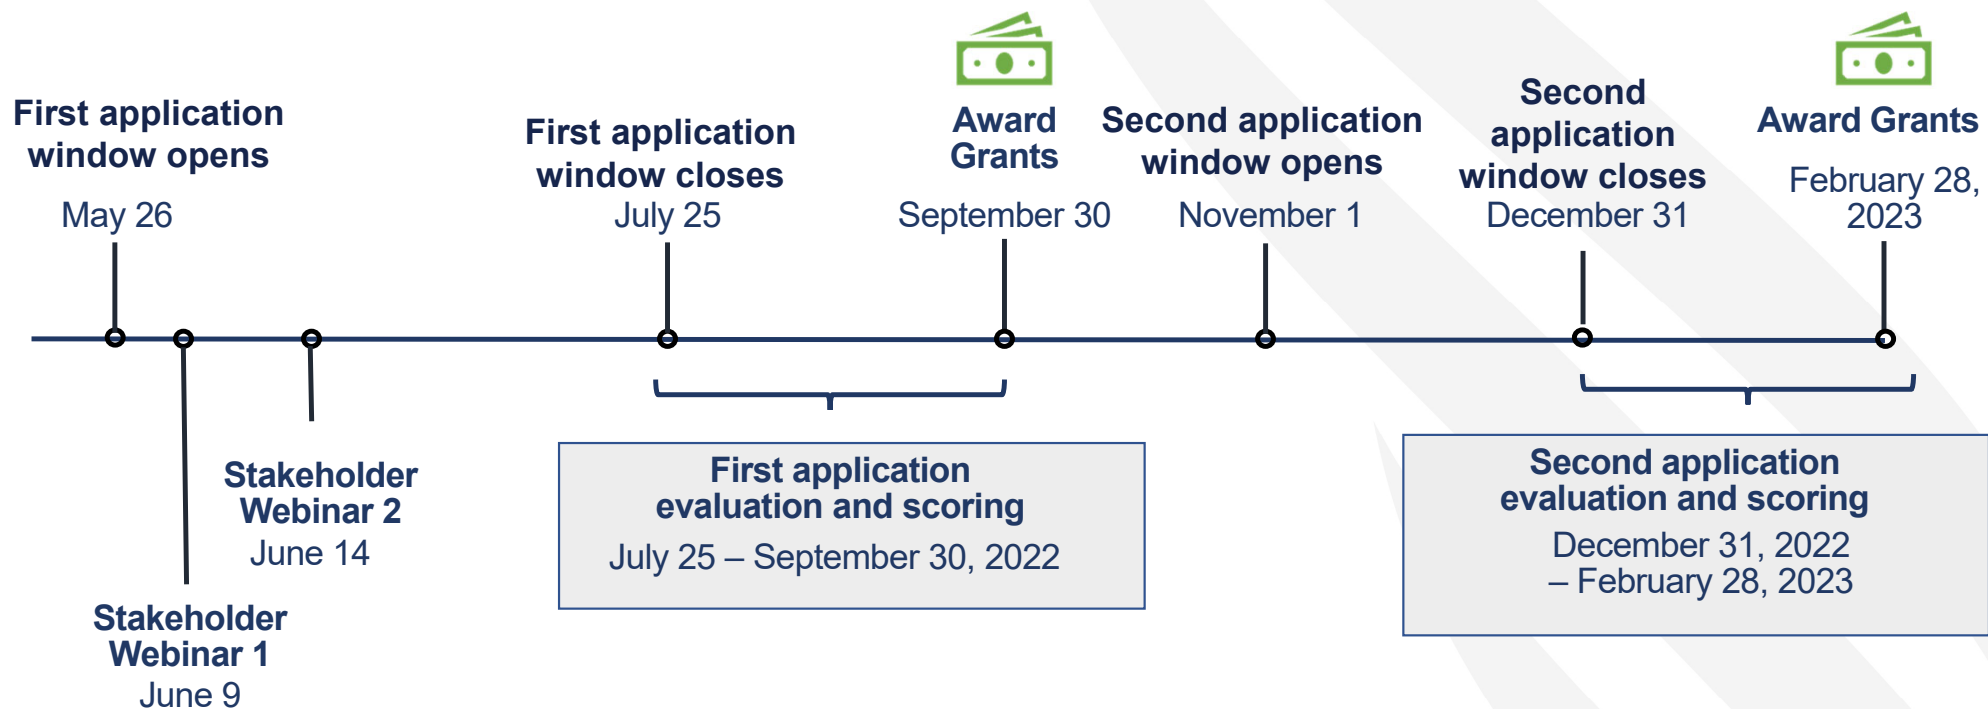 First application
window opens
May 26
First application
window closes
July 25
Award
Grants
September 30
Second application
window opens
November 1
Second
application
window closes
December 31
Award Grants
February 28,
2023
Stakeholder
Webinar 1
June 9
Stakeholder
Webinar 2
June 14
First application
evaluation and scoring
July 25 – September 30, 2022
Second application
evaluation and scoring
December 31, 2022
– February 28, 2023